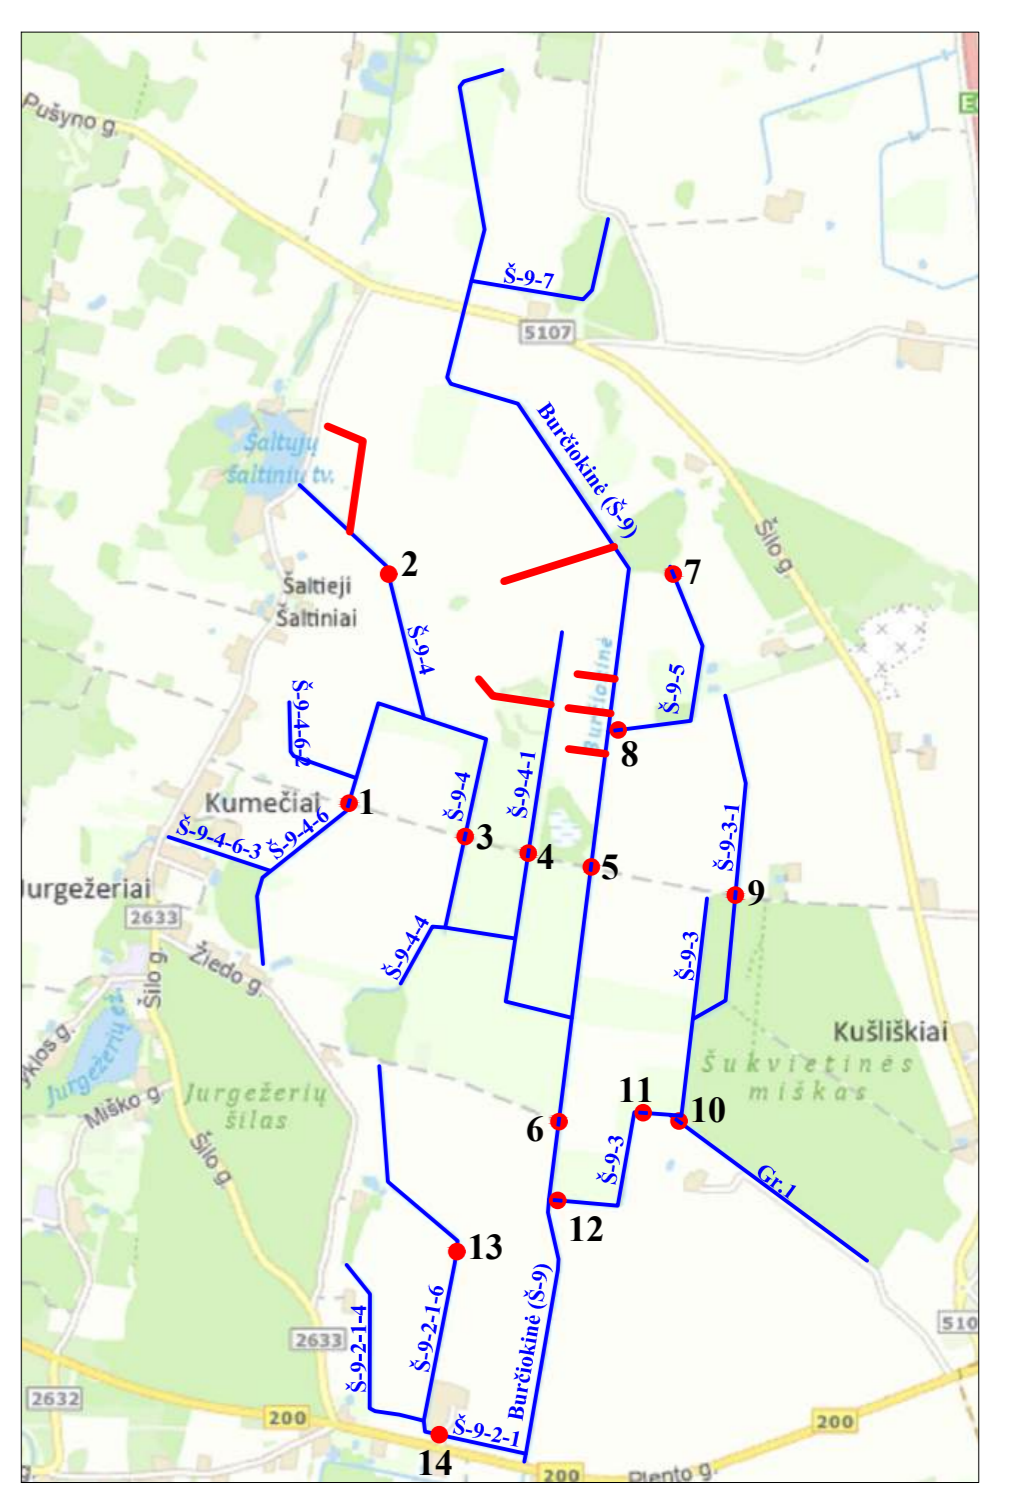 Pušyno g.
E
Š-9-7
5107
Burčiokinė (Š-9)
Šaltųjų
šaltinių tv.
Šilo g.
2
7
Šaltieji
Šaltiniai
Š-9-4
Burčiokinė
Š-9-5
Š-9-4-6-2
8
Š-9-4
Š-9-4-1
Kumečiai
1
Š-9-3-1
Š-9-4-6-3
Š-9-4-6
3
4
5
9
Jurgežeriai
2633
Š-9-4-4
Š-9-3
Žiedo g.
Šilo g.
Kušliškiai
Jurgežerių ež.
Šukvietinės
miškas
Jurgežerių
šilas
Miško g.
11
10
6
Šilo g.
Š-9-3
Gr.1
12
13
Š-9-2-1-4
Š-9-2-1-6
Burčiokinė (Š-9)
2633
510
2632
200
Š-9-2-1
200
14
200
Plento g.
g.